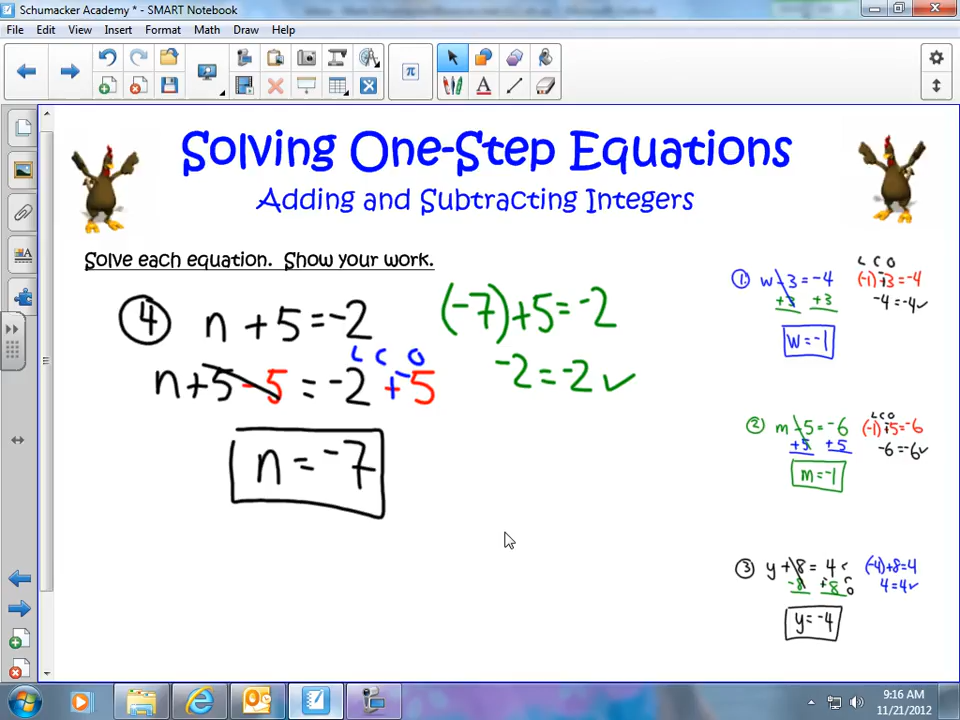 Schumacker Academy * - SMART Notebook
File Edit View Insert Format Math Draw Help
π
A
Solving One-Step Equations
Adding and Subtracting Integers
Solve each equation. Show your work.
④ n + 5 = -2
n + 5 - 5 = -2 + -5
L C O
n = -7
(-7) + 5 = -2
-2 = -2 ✓
① w - 3 = -4
+3 +3
w = -1
L C O
(-1) + -3 = -4
-4 = -4 ✓
② m - 5 = -6
+5 +5
m = -1
L C O
(-1) + -5 = -6
-6 = -6 ✓
③ y + 8 = 4
-8 + -8
L C O
y = -4
(-4) + 8 = 4
4 = 4 ✓
9:16 AM
11/21/2012